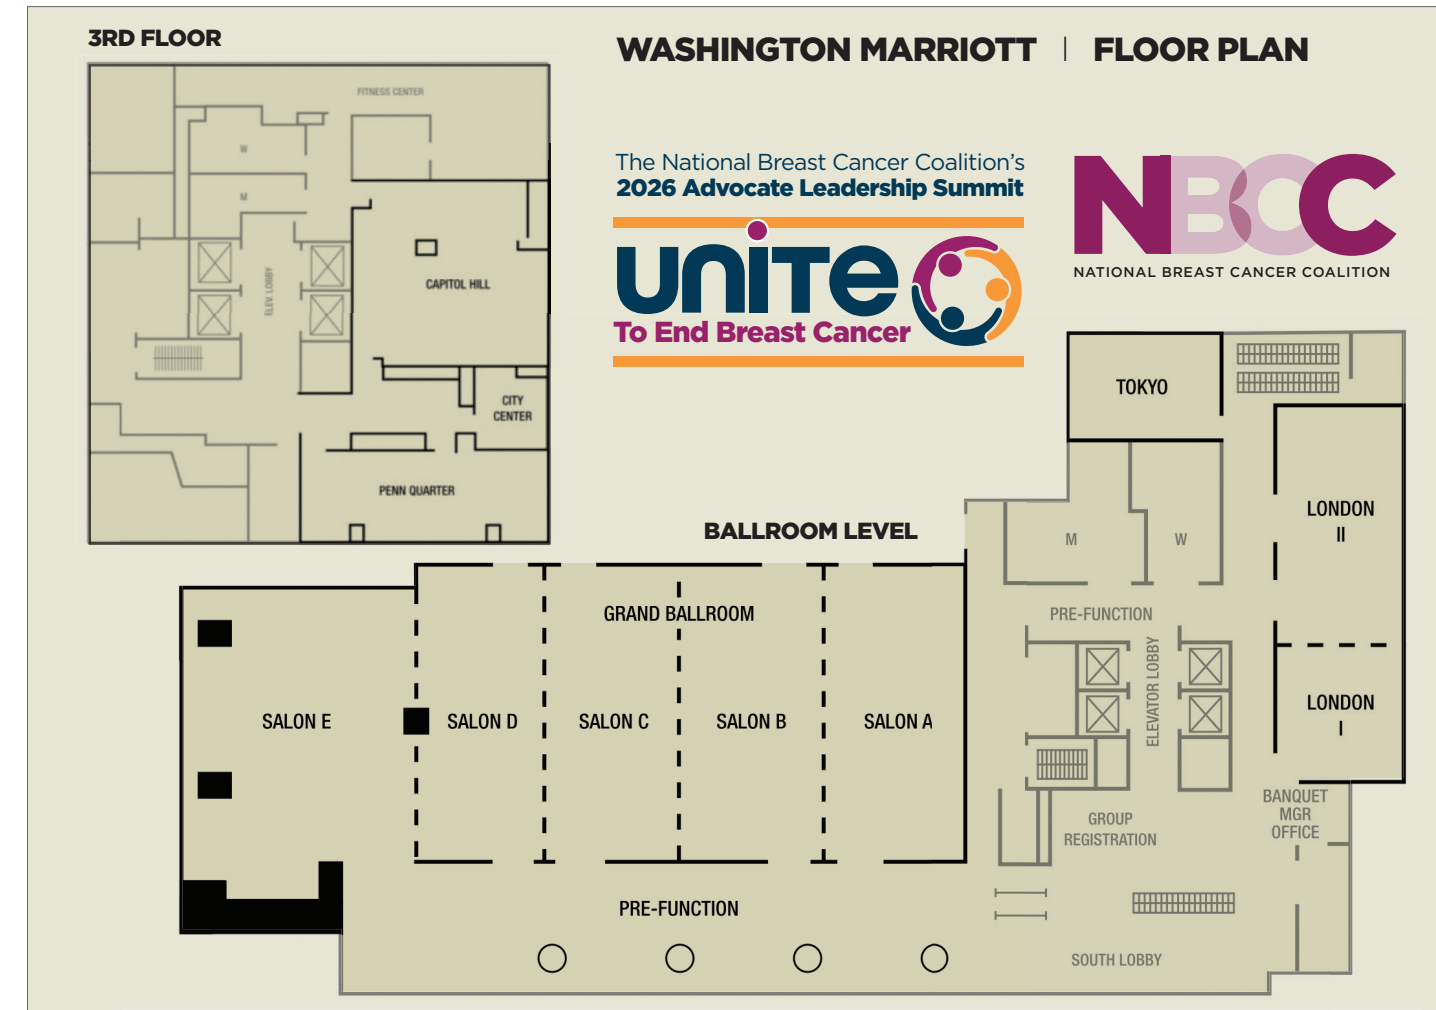 3RD FLOOR
WASHINGTON MARRIOTT | FLOOR PLAN
FITNESS CENTER
W
M
ELEV. LOBBY
CAPITOL HILL
CITY
CENTER
PENN QUARTER
The National Breast Cancer Coalition's
2026 Advocate Leadership Summit
UNITE
To End Breast Cancer
NBCC
NATIONAL BREAST CANCER COALITION
BALLROOM LEVEL
TOKYO
LONDON
II
M
W
PRE-FUNCTION
GRAND BALLROOM
ELEVATOR LOBBY
SALON E
SALON D
SALON C
SALON B
SALON A
LONDON
I
BANQUET
MGR
OFFICE
GROUP
REGISTRATION
PRE-FUNCTION
SOUTH LOBBY